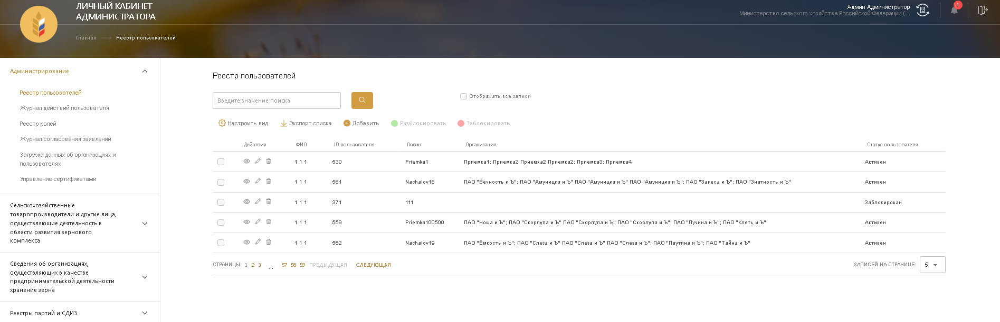 ЛИЧНЫЙ КАБИНЕТ
АДМИНИСТРАТОРА
Админ Администратор
Министерство сельского хозяйства Российской Федерации (...
6
Главная
Реестр пользователей
Администрирование
Реестр пользователей
Журнал действий пользователя
Реестр ролей
Журнал согласования заявлений
Загрузка данных об организациях и
пользователях
Управление сертификатами
Сельскохозяйственные
товаропроизводители и другие лица,
осуществляющие деятельность в
области развития зернового
комплекса
Сведения об организациях,
осуществляющих в качестве
предпринимательской деятельности
хранение зерна
Реестры партий и СДИЗ
Реестр пользователей
Введите значение поиска
Отображать все записи
Настроить вид Экспорт списка Добавить Разблокировать Заблокировать
Действия ФИО ID пользователя Логин Организация Статус пользователя
1 1 1 530 Priemka1 Приемка1; Приемка2 Приемка2 Приемка2; Приемка3; Приемка4 Активен
1 1 1 561 Nachalov18 ПАО "Вечность и Ъ"; ПАО "Амуниция и Ъ" ПАО "Амуниция и Ъ" ПАО "Амуниция и Ъ"; ПАО "Завеса и Ъ"; ПАО "Знатность и Ъ" Активен
1 1 1 371 111 Заблокирован
1 1 1 559 Priemka100500 ПАО "Ноша и Ъ"; ПАО "Скорлупа и Ъ" ПАО "Скорлупа и Ъ" ПАО "Скорлупа и Ъ"; ПАО "Лучина и Ъ"; ПАО "Клеть и Ъ" Активен
1 1 1 562 Nachalov19 ПАО "Ёмкость и Ъ"; ПАО "Слеза и Ъ" ПАО "Слеза и Ъ" ПАО "Слеза и Ъ"; ПАО "Паутина и Ъ"; ПАО "Тайна и Ъ" Активен
СТРАНИЦЫ: 1 2 3 ... 57 58 59 ПРЕДЫДУЩАЯ СЛЕДУЮЩАЯ ЗАПИСЕЙ НА СТРАНИЦЕ: 5